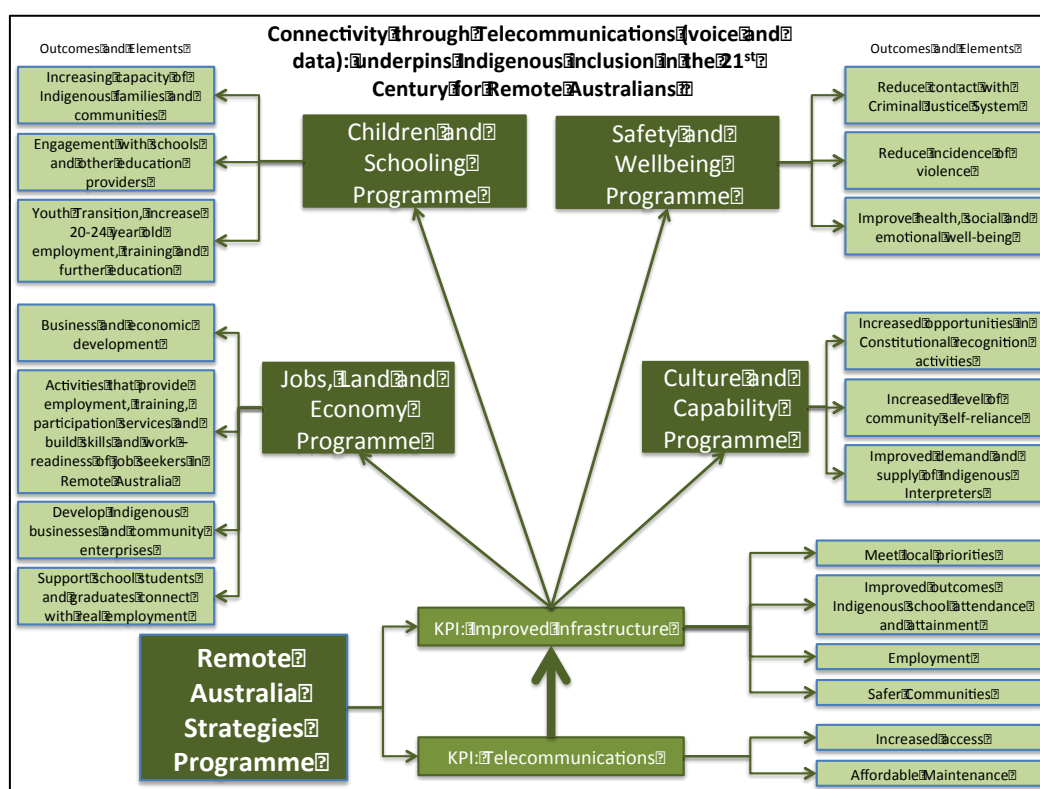 Connectivity through Telecommunications (voice and
data): underpins Indigenous inclusion in the 21st
Century for Remote Australians
Outcomes and Elements
Increasing capacity of
Indigenous families and
communities
Engagement with schools
and other education
providers
Youth Transition, increase
20-24 year old
employment, training and
further education
Children and
Schooling
Programme
Safety and
Wellbeing
Programme
Outcomes and Elements
Reduce contact with
Criminal Justice System
Reduce incidence of
violence
Improve health, social and
emotional well-being
Business and economic
development
Activities that provide
employment, training,
participation services and
build skills and work –
readiness of job seekers in
Remote Australia
Develop Indigenous
businesses and community
enterprises
Support school students
and graduates connect
with real employment
Jobs, Land and
Economy
Programme
Culture and
Capability
Programme
Increased opportunities in
Constitutional recognition
activities
Increased level of
community self-reliance
Improved demand and
supply of Indigenous
Interpreters
Remote
Australia
Strategies
Programme
KPI: Improved Infrastructure
KPI: Telecommunications
Meet local priorities
Improved outcomes
Indigenous school attendance
and attainment
Employment
Safer Communities
Increased access
Affordable Maintenance